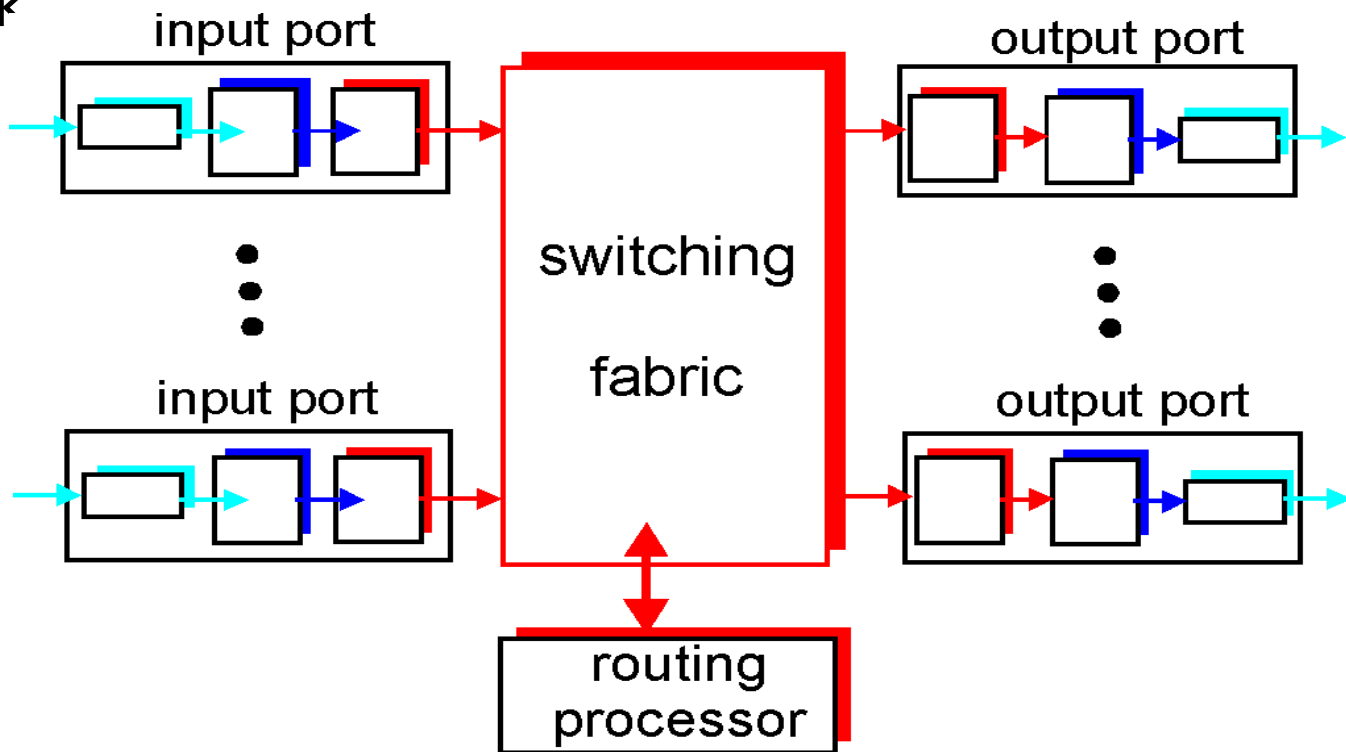 input port
output port
switching
fabric
input port
output port
routing
processor